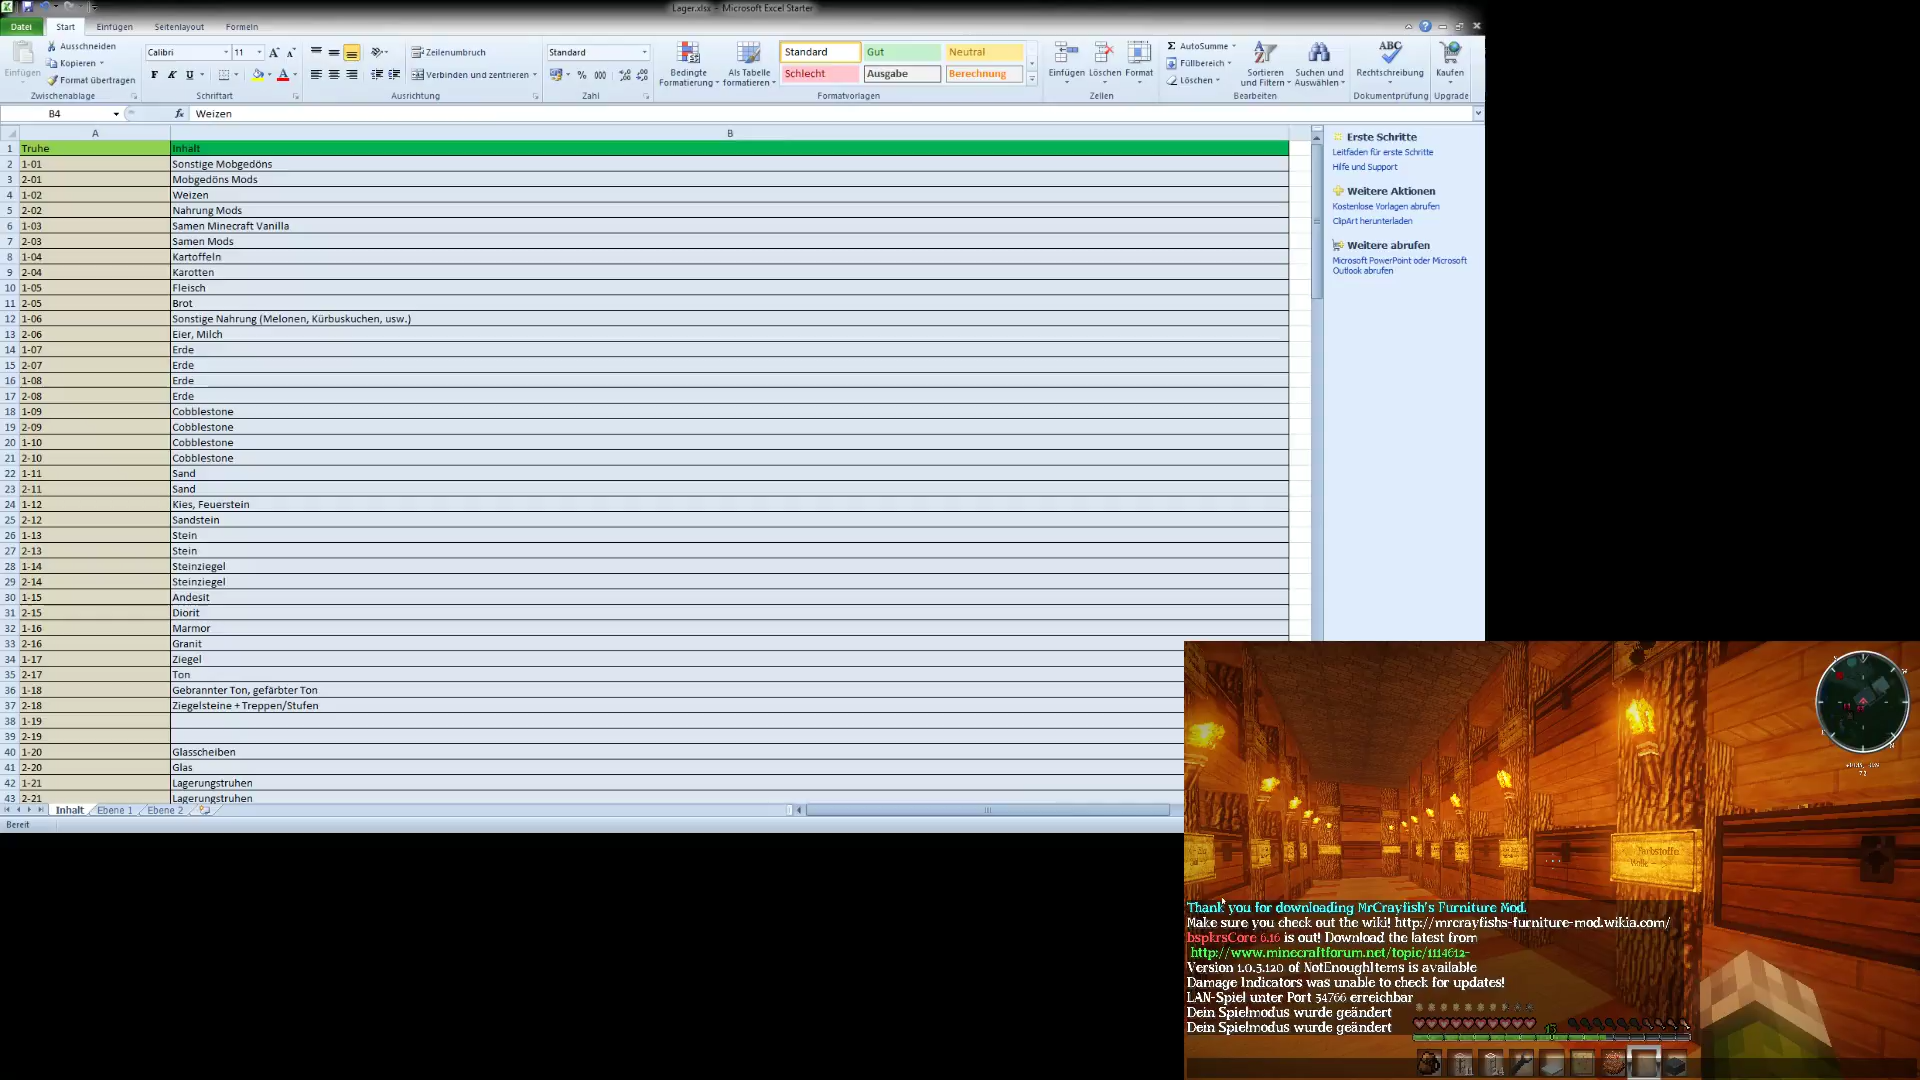 Lager.xlsx - Microsoft Excel Starter
Datei Start Einfügen Seitenlayout Formeln
Einfügen
Ausschneiden
Kopieren
Format übertragen
Zwischenablage
Calibri 11
F K U
Schriftart
Zeilenumbruch
Verbinden und zentrieren
Ausrichtung
Standard
% 000
Zahl
Bedingte Formatierung
Als Tabelle formatieren
Standard Gut Neutral
Schlecht Ausgabe Berechnung
Formatvorlagen
Einfügen Löschen Format
Zellen
AutoSumme
Füllbereich
Löschen
Sortieren und Filtern
Suchen und Auswählen
Bearbeiten
ABC
Rechtschreibung
Dokumentprüfung
Kaufen
Upgrade
B4 fx Weizen
A B
1 Truhe Inhalt
2 1-01 Sonstige Mobgedöns
3 2-01 Mobgedöns Mods
4 1-02 Weizen
5 2-02 Nahrung Mods
6 1-03 Samen Minecraft Vanilla
7 2-03 Samen Mods
8 1-04 Kartoffeln
9 2-04 Karotten
10 1-05 Fleisch
11 2-05 Brot
12 1-06 Sonstige Nahrung (Melonen, Kürbuskuchen, usw.)
13 2-06 Eier, Milch
14 1-07 Erde
15 2-07 Erde
16 1-08 Erde
17 2-08 Erde
18 1-09 Cobblestone
19 2-09 Cobblestone
20 1-10 Cobblestone
21 2-10 Cobblestone
22 1-11 Sand
23 2-11 Sand
24 1-12 Kies, Feuerstein
25 2-12 Sandstein
26 1-13 Stein
27 2-13 Stein
28 1-14 Steinziegel
29 2-14 Steinziegel
30 1-15 Andesit
31 2-15 Diorit
32 1-16 Marmor
33 2-16 Granit
34 1-17 Ziegel
35 2-17 Ton
36 1-18 Gebrannter Ton, gefärbter Ton
37 2-18 Ziegelsteine + Treppen/Stufen
38 1-19
39 2-19
40 1-20 Glasscheiben
41 2-20 Glas
42 1-21 Lagerungstruhen
43 2-21 Lagerungstruhen
Inhalt Ebene 1 Ebene 2
Bereit
Erste Schritte
Leitfaden für erste Schritte
Hilfe und Support
Weitere Aktionen
Kostenlose Vorlagen abrufen
ClipArt herunterladen
Weitere abrufen
Microsoft PowerPoint oder Microsoft
Outlook abrufen
Farbstoffe
Wolle
Thank you for downloading MrCrayfish's Furniture Mod.
Make sure you check out the wiki! http://mrcrayfishs-furniture-mod.wikia.com/
bspkrsCore 6.16 is out! Download the latest from
http://www.minecraftforum.net/topic/1114612-
Version 1.0.3.120 of NotEnoughItems is available
Damage Indicators was unable to check for updates!
LAN-Spiel unter Port 34766 erreichbar
Dein Spielmodus wurde geändert
Dein Spielmodus wurde geändert